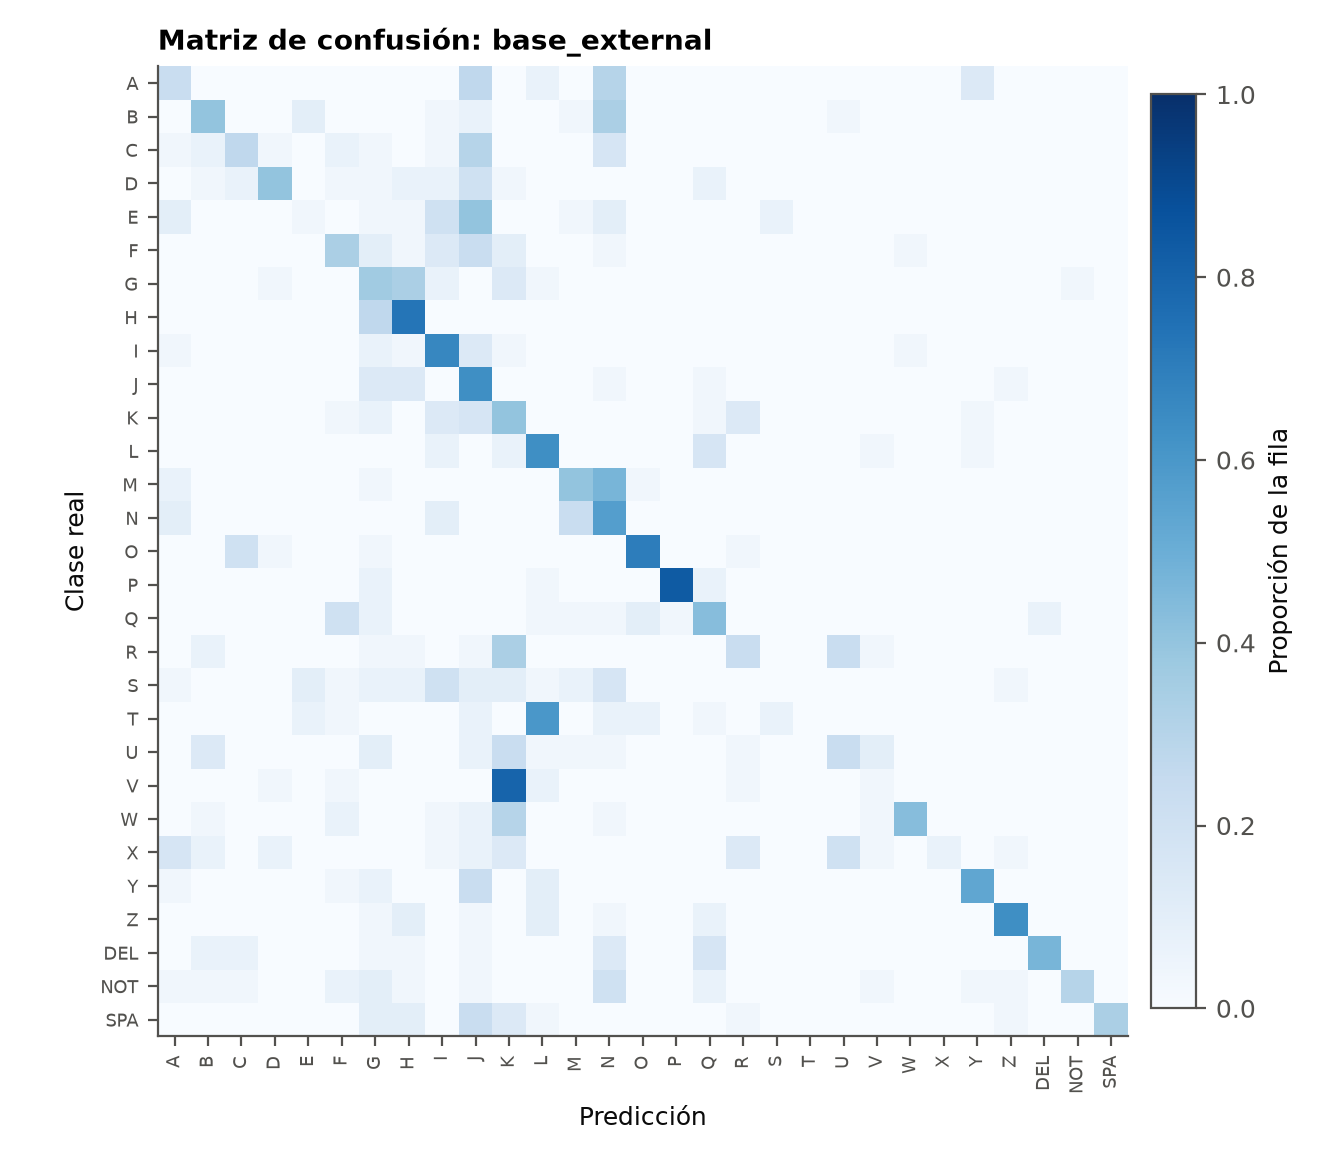 Matriz de confusión: base_external
Clase real
A
B
C
D
E
F
G
H
I
J
K
L
M
N
O
P
Q
R
S
T
U
V
W
X
Y
Z
DEL
NOT
SPA
A B C D E F G H I J K L M N O P Q R S T U V W X Y Z DEL NOT SPA
Predicción
1.0
0.8
0.6
0.4
0.2
0.0
Proporción de la fila